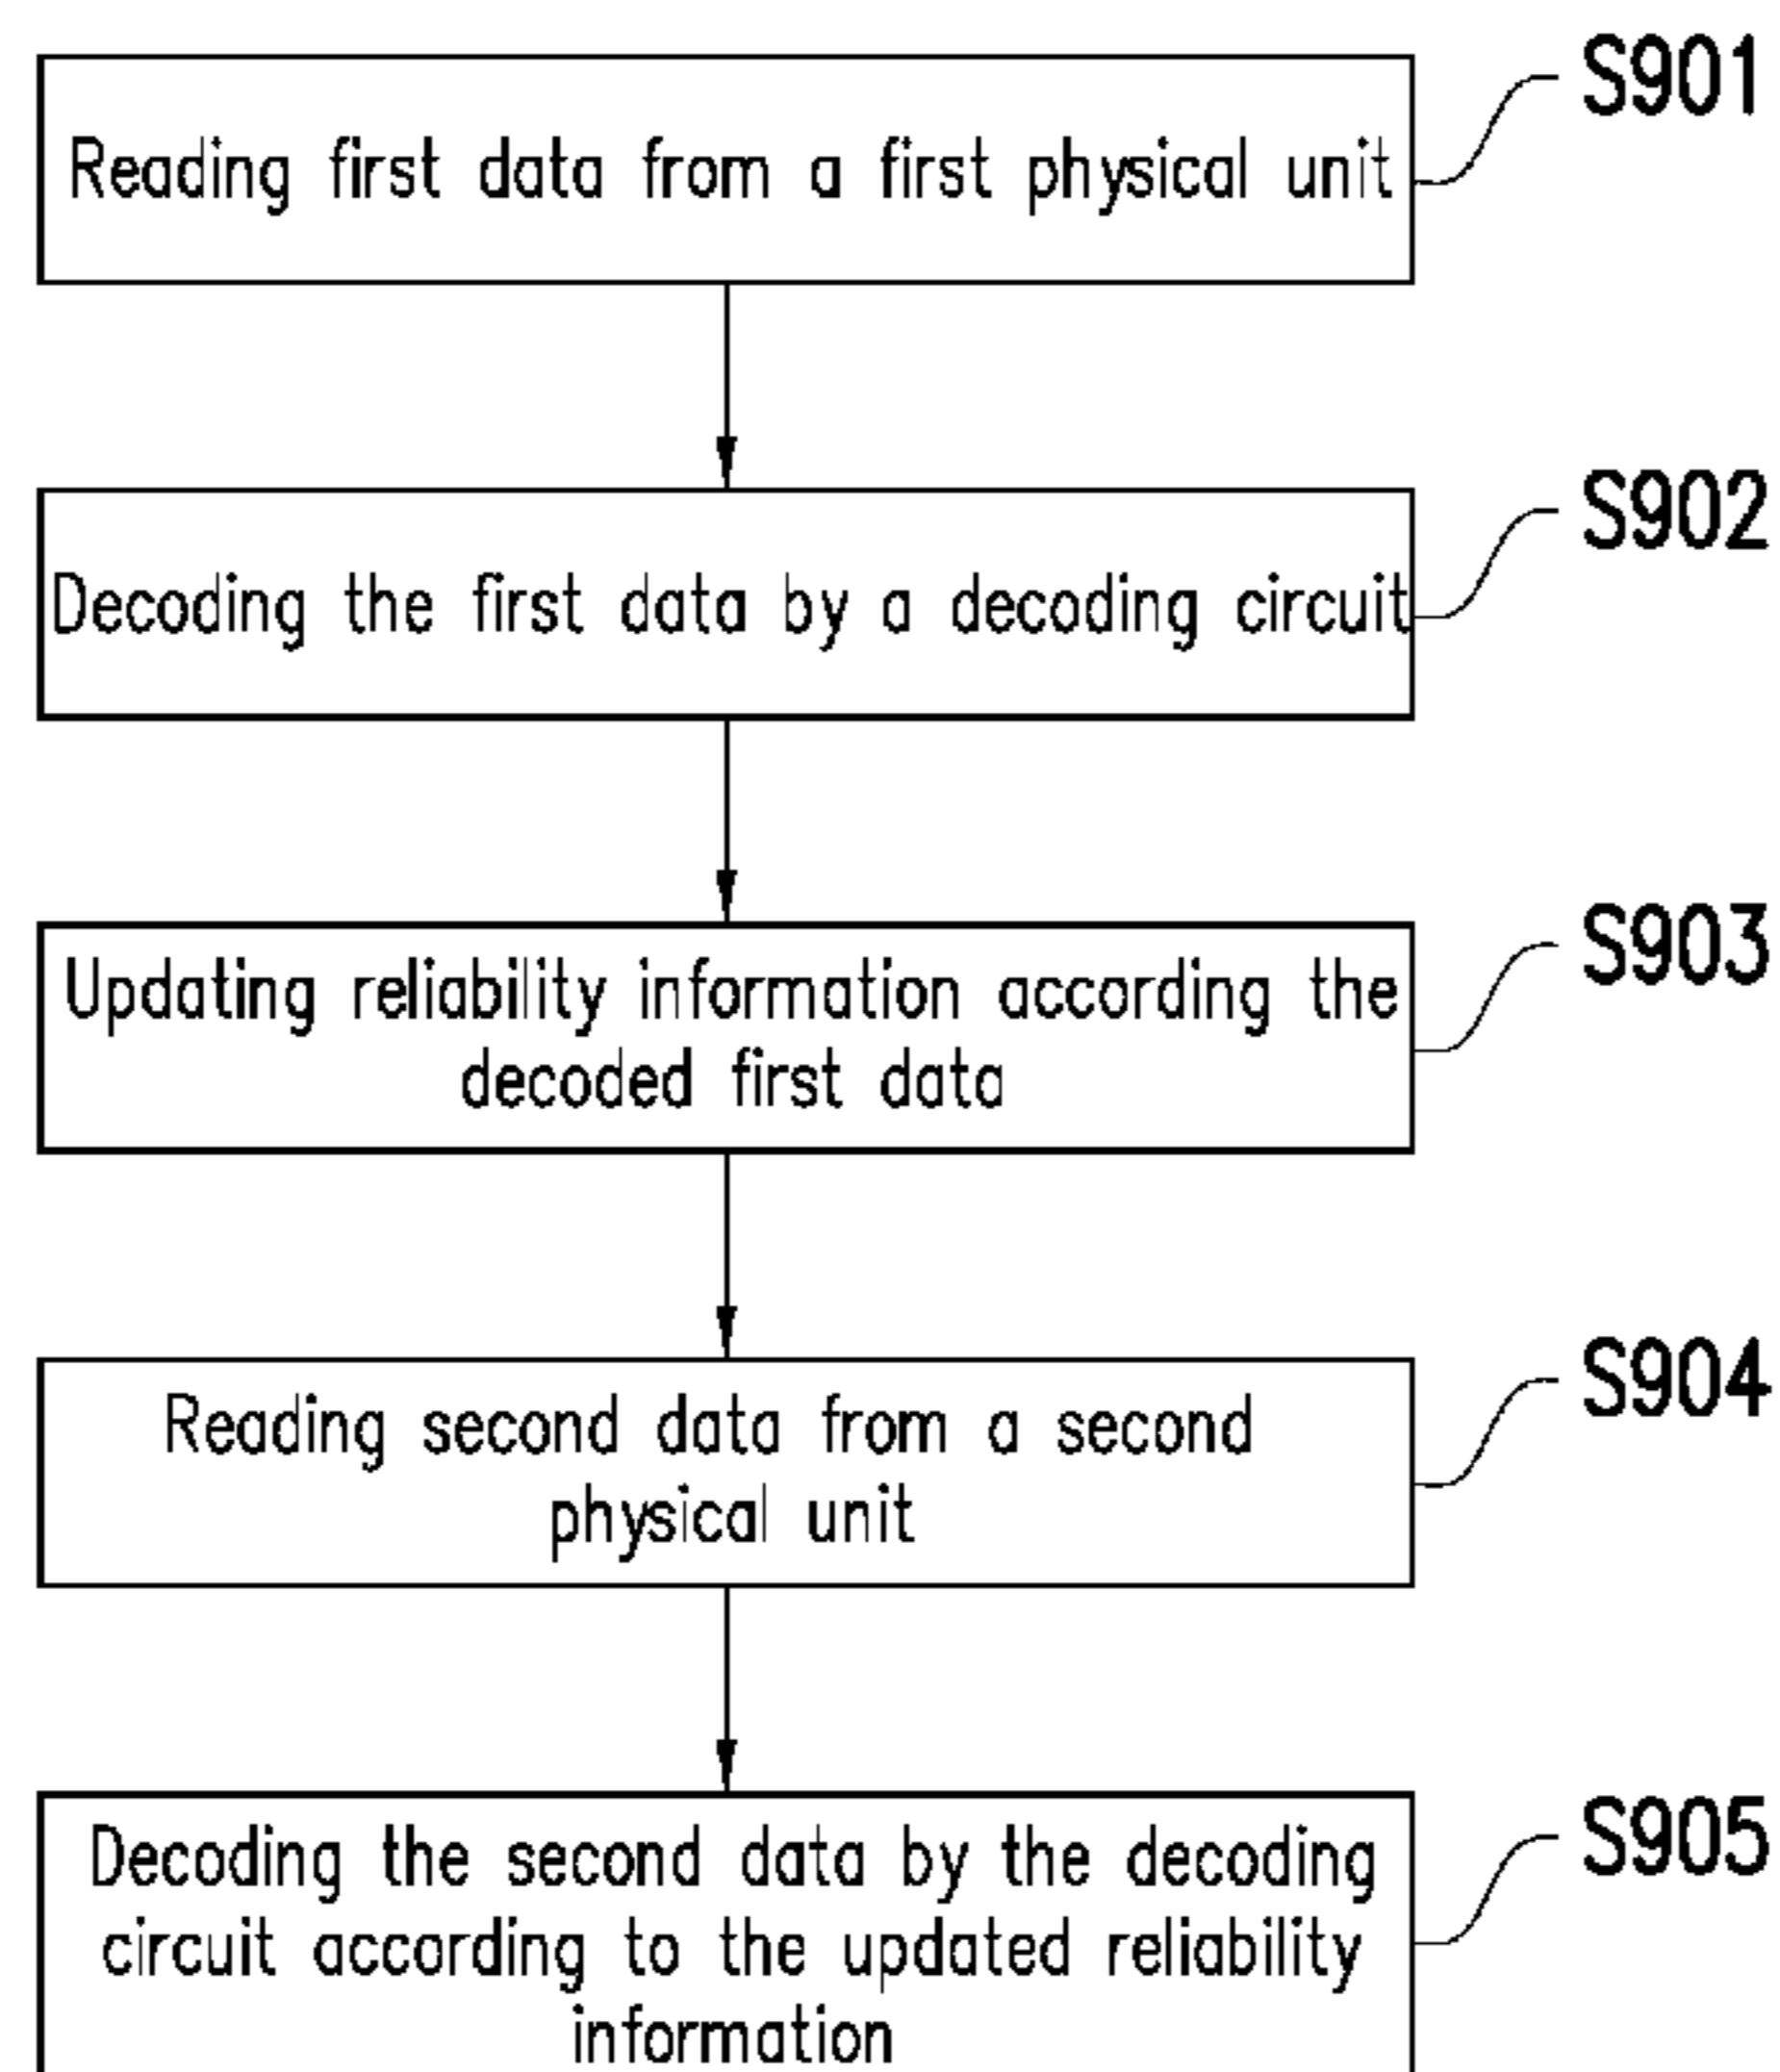 S901
Reading first data from a first physical unit
S902
Decoding the first data by a decoding circuit
S903
Updating reliability information according the
decoded first data
S904
Reading second data from a second
physical unit
S905
Decoding the second data by the decoding
circuit according to the updated reliability
information